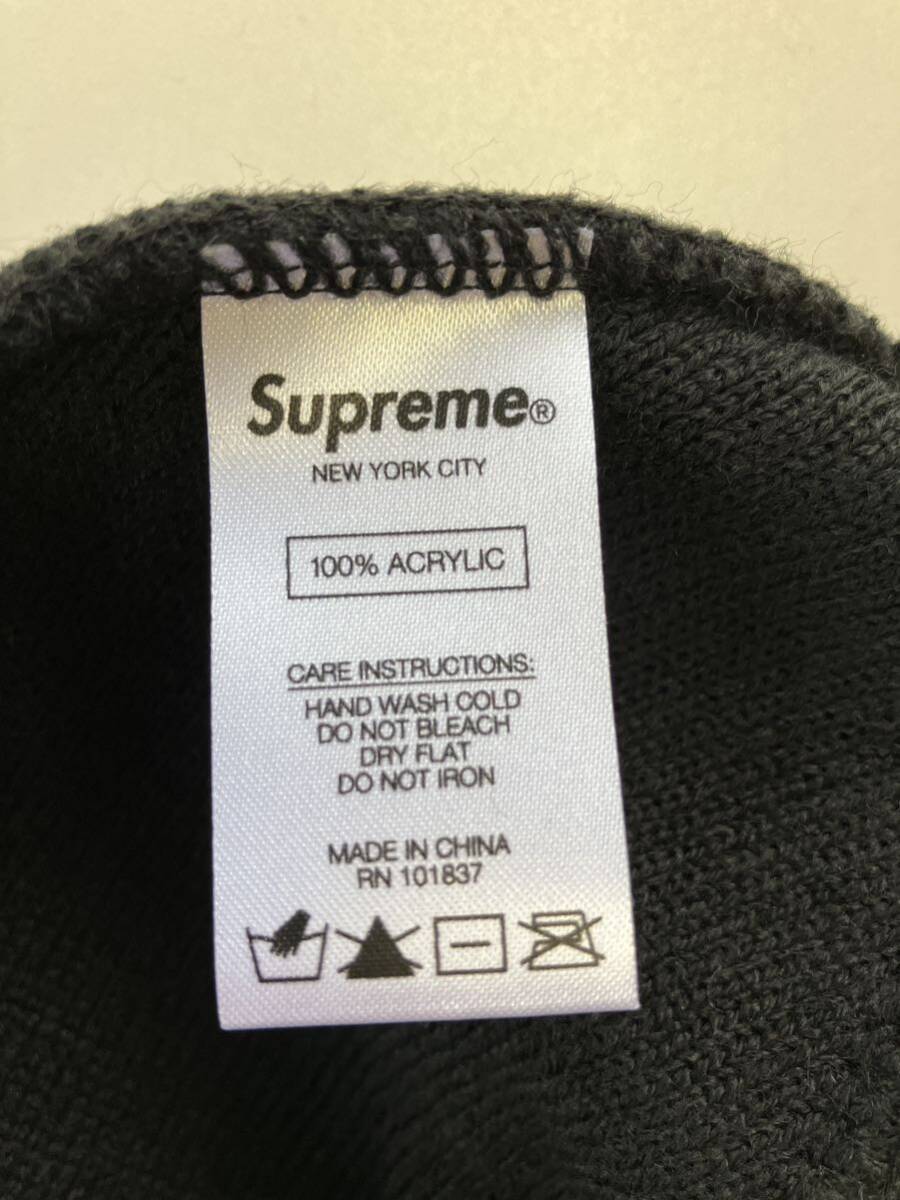 Supreme®
NEW YORK CITY
100% ACRYLIC
CARE INSTRUCTIONS:
HAND WASH COLD
DO NOT BLEACH
DRY FLAT
DO NOT IRON
MADE IN CHINA
RN 101837